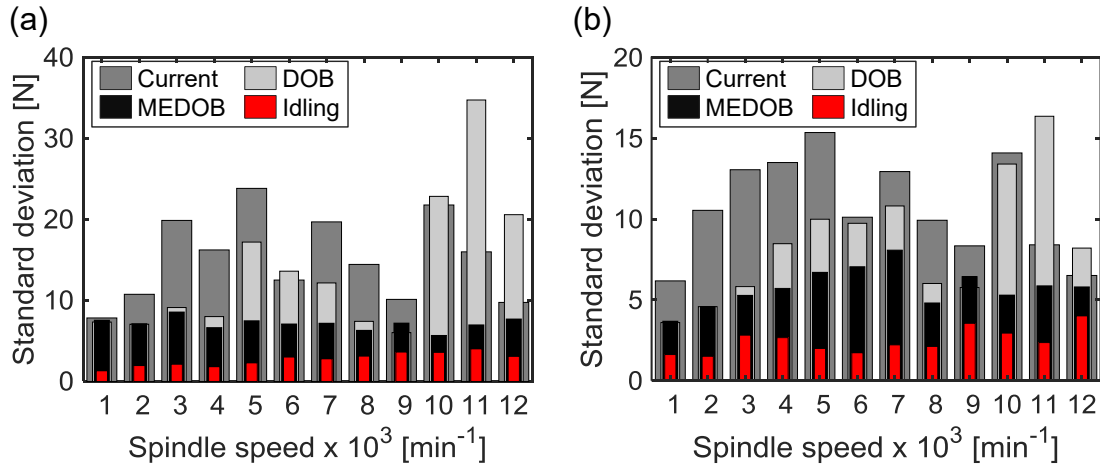 (a)
40
30
20
10
0
Standard deviation [N]
Current
DOB
MEDOB
Idling
1 2 3 4 5 6 7 8 9 10 11 12
Spindle speed x 10³ [min⁻¹]
(b)
20
15
10
5
0
Standard deviation [N]
Current
DOB
MEDOB
Idling
1 2 3 4 5 6 7 8 9 10 11 12
Spindle speed x 10³ [min⁻¹]